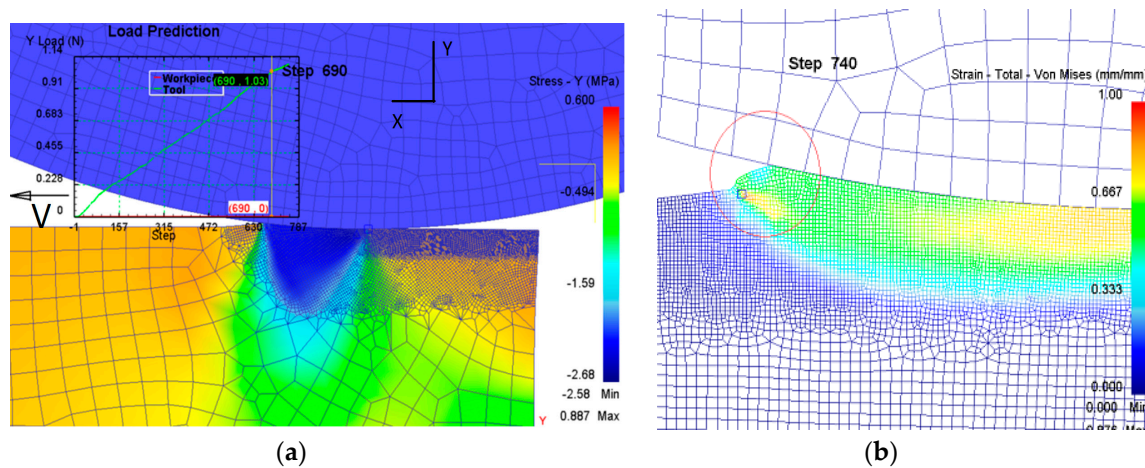 Load Prediction
Y Load (N)
1.14
0.91
0.683
0.455
0.228
0
Workpiec
Tool
(690 , 1.03)
Step 690
(690 , 0)
-1 157 315 472 630 787
Step
V
Y
X
Stress - Y (MPa)
0.600
-0.494
-1.59
-2.68
-2.58 Min
0.887 Max
Y
(a)
Step 740
Strain - Total - Von Mises (mm/mm)
1.00
0.667
0.333
0.000
0.000 Min
(b)